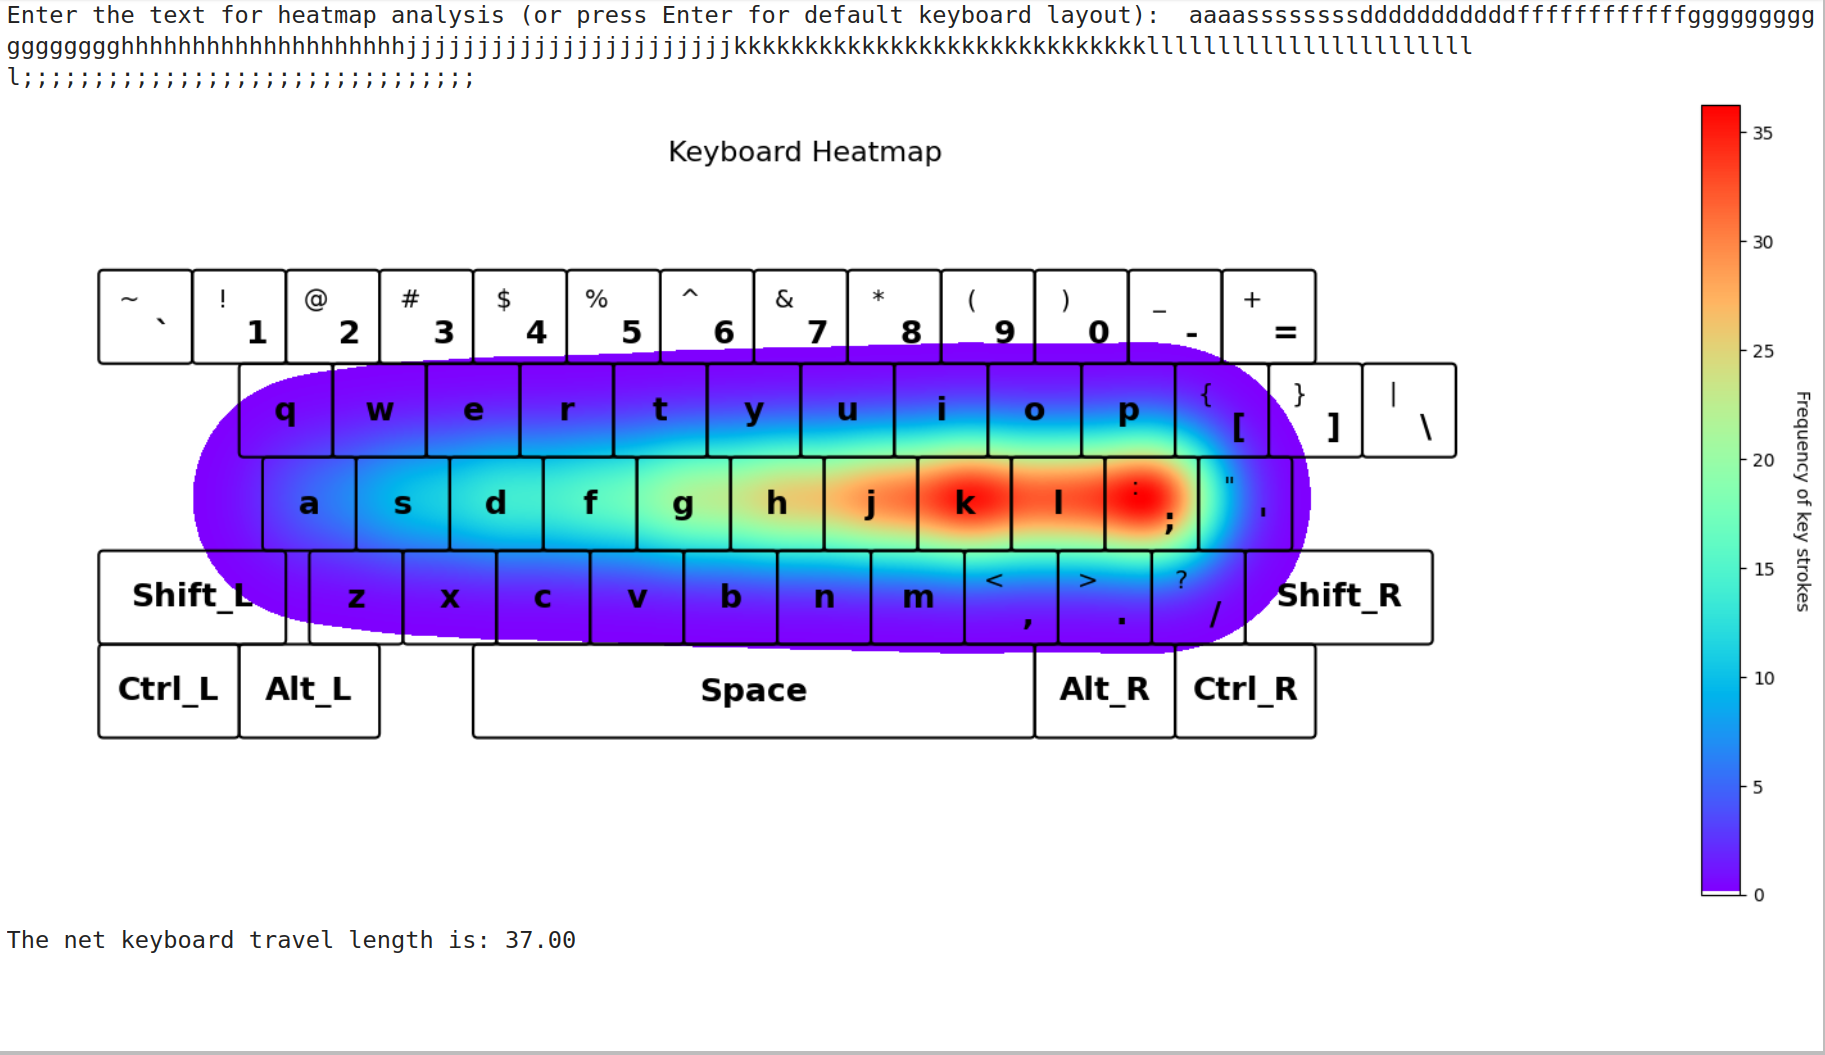 Enter the text for heatmap analysis (or press Enter for default keyboard layout):  aaaassssssssdddddddddddffffffffffffggggggggg
gggggggghhhhhhhhhhhhhhhhhhhhjjjjjjjjjjjjjjjjjjjjjjjkkkkkkkkkkkkkkkkkkkkkkkkkkkkklllllllllllllllllllllll
l;;;;;;;;;;;;;;;;;;;;;;;;;;;;;;;;
Keyboard Heatmap
~ ` ! 1 @ 2 # 3 $ 4 % 5 ^ 6 & 7 * 8 ( 9 ) 0 _ - + =
q w e r t y u i o p { [ } ] | \
a s d f g h j k l : ; " '
Shift_L z x c v b n m < , > . ? / Shift_R
Ctrl_L Alt_L Space Alt_R Ctrl_R
35
30
25
20
15
10
5
0
Frequency of key strokes
The net keyboard travel length is: 37.00